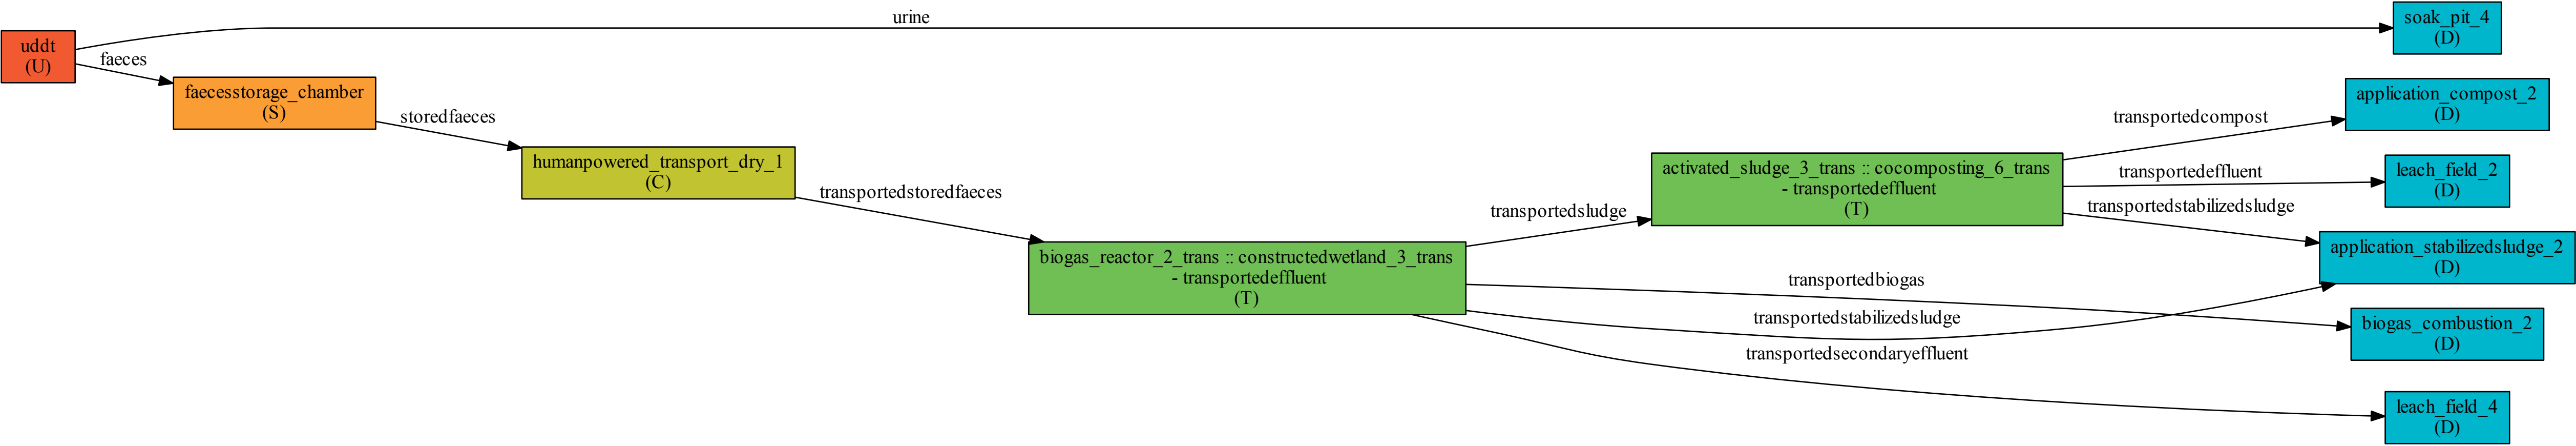 urine
uddt
(U)
faeces
faecesstorage_chamber
(S)
storedfaeces
humanpowered_transport_dry_1
(C)
transportedstoredfaeces
biogas_reactor_2_trans :: constructedwetland_3_trans
- transportedeffluent
(T)
transportedsludge
activated_sludge_3_trans :: cocomposting_6_trans
- transportedeffluent
(T)
transportedbiogas
transportedstabilizedsludge
transportedsecondaryeffluent
transportedcompost
transportedeffluent
transportedstabilizedsludge
soak_pit_4
(D)
application_compost_2
(D)
leach_field_2
(D)
application_stabilizedsludge_2
(D)
biogas_combustion_2
(D)
leach_field_4
(D)